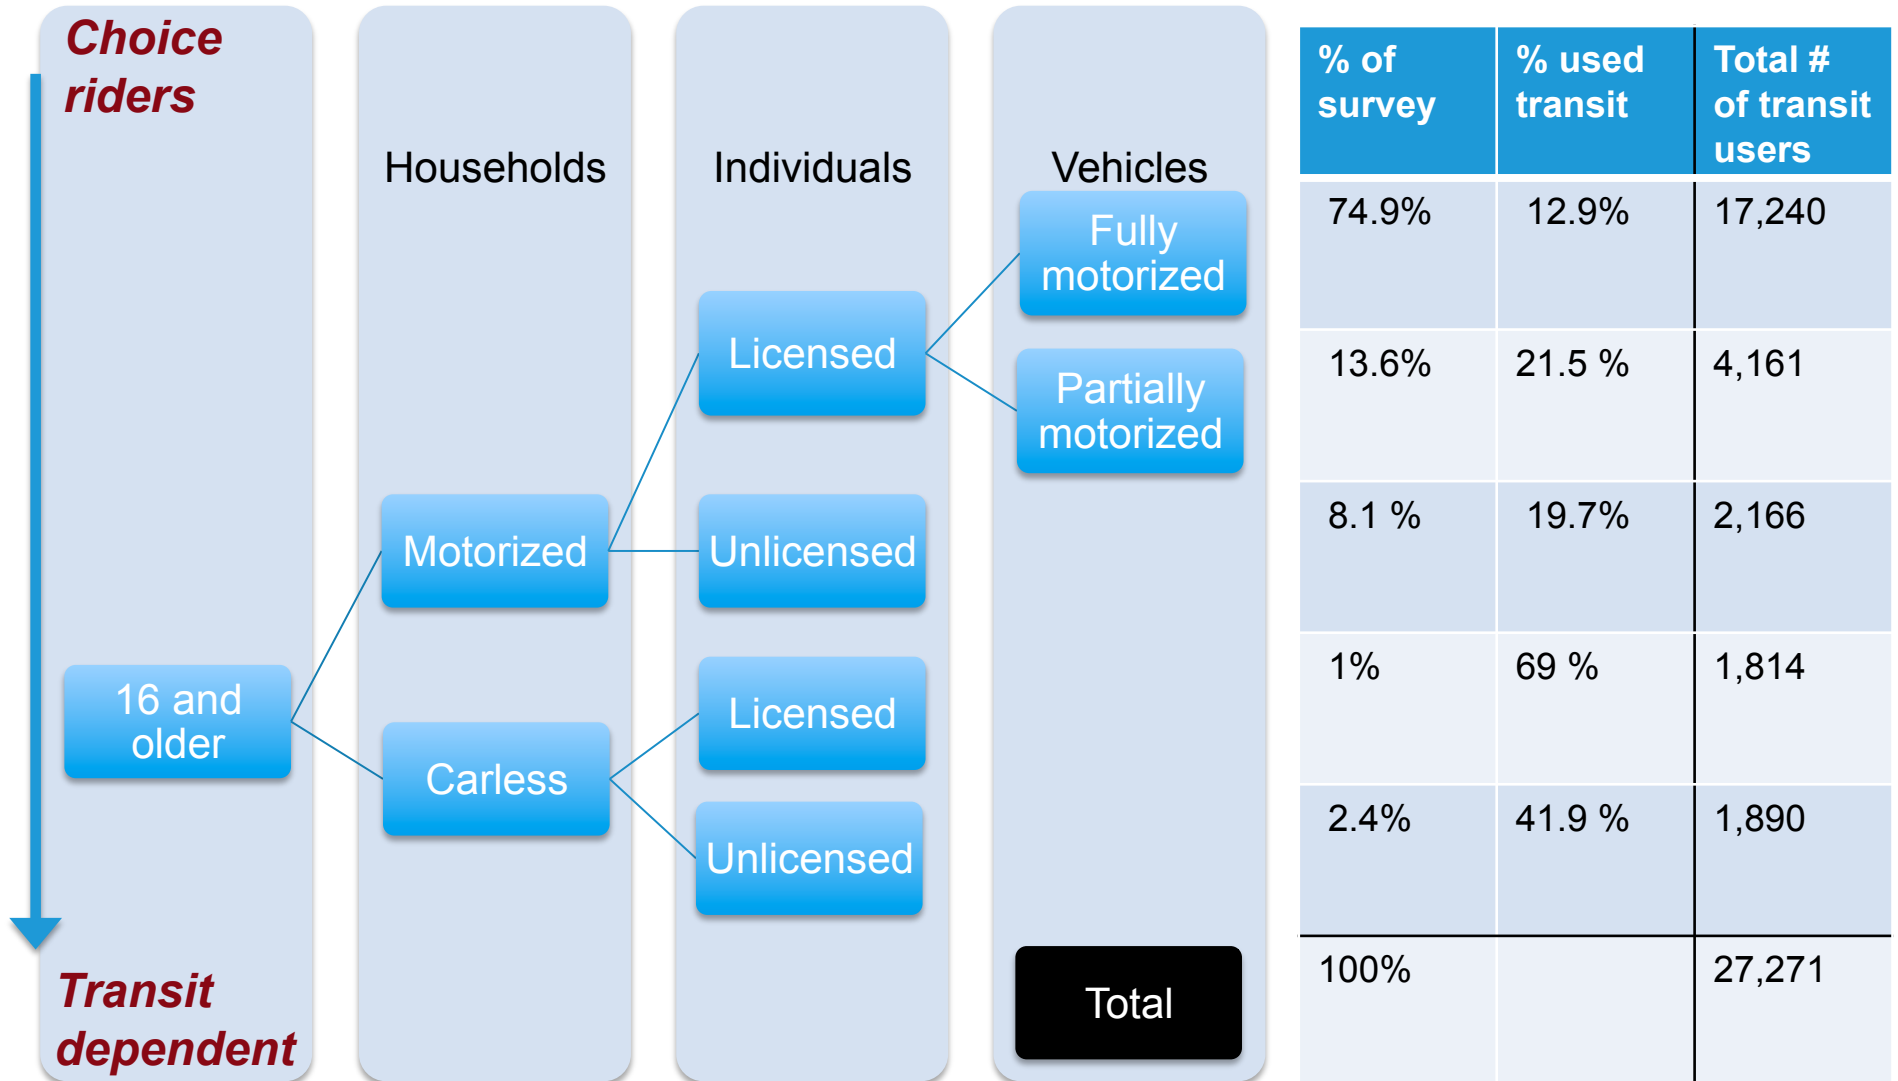 Choice
riders
Households
Individuals
Vehicles
Fully
motorized
Licensed
Partially
motorized
Motorized
Unlicensed
16 and
older
Licensed
Carless
Unlicensed
Transit
dependent
Total
% of
survey
% used
transit
Total #
of transit
users
74.9%
12.9%
17,240
13.6%
21.5 %
4,161
8.1 %
19.7%
2,166
1%
69 %
1,814
2.4%
41.9 %
1,890
100%
27,271